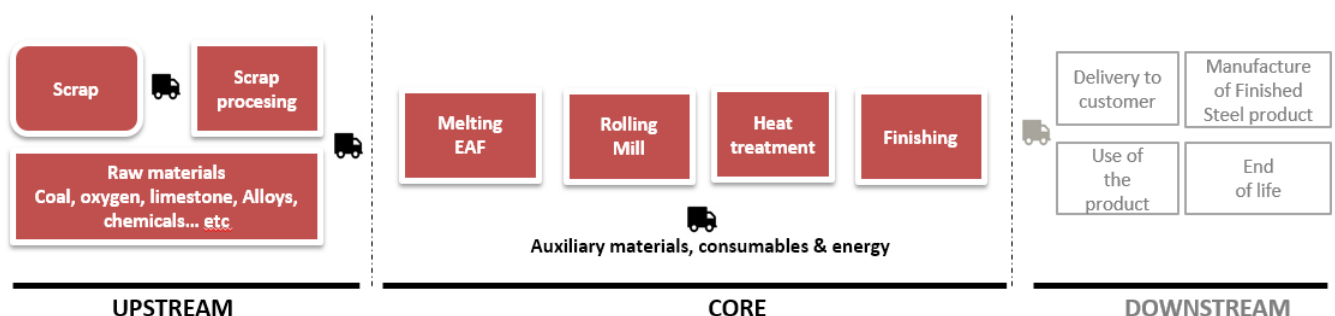 Scrap
Scrap
procesing
Raw materials
Coal, oxygen, limestone, Alloys,
chemicals... etc
UPSTREAM
Melting
EAF
Rolling
Mill
Heat
treatment
Finishing
Auxiliary materials, consumables & energy
CORE
Delivery to
customer
Manufacture
of Finished
Steel product
Use of
the
product
End
of life
DOWNSTREAM